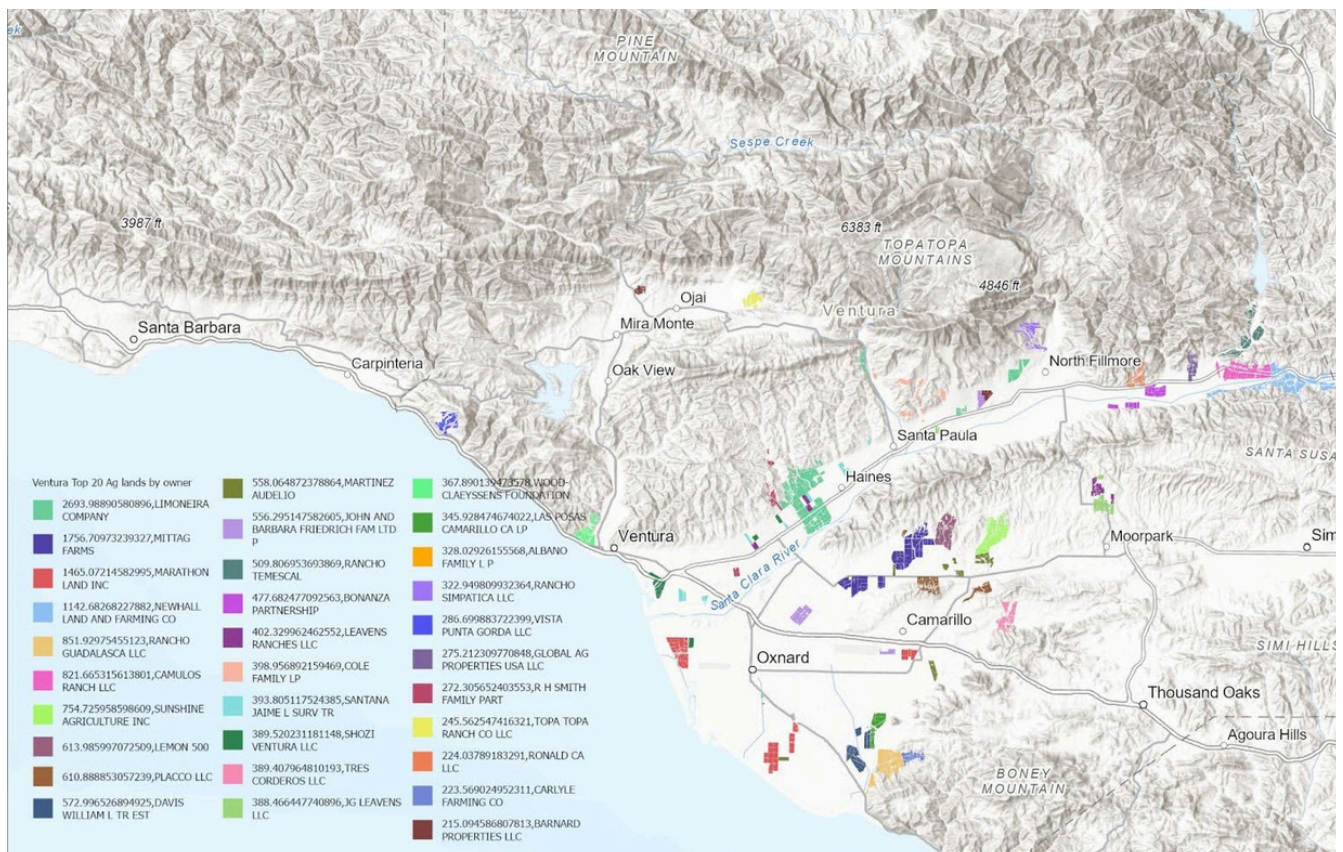 eek
PINE
MOUNTAIN
Sespe Creek
3987 ft
6383 ft
TOPATOPA
MOUNTAINS
4846 ft
Ojai
Ventura
Santa Barbara
Mira Monte
Carpinteria
Oak View
North Fillmore
Santa Paula
SANTA SUSA
Haines
Ventura
Santa Clara River
Moorpark
Sim
Camarillo
SIMI HILLS
Oxnard
Thousand Oaks
Agoura Hills
BONEY
MOUNTAIN
Ventura Top 20 Ag lands by owner
2693.98890580896,LIMONEIRA
COMPANY
1756.70973239327,MITTAG
FARMS
1465.07214582995,MARATHON
LAND INC
1142.68268227882,NEWHALL
LAND AND FARMING CO
851.92975455123,RANCHO
GUADALASCA LLC
821.665315613801,CAMULOS
RANCH LLC
754.725958598609,SUNSHINE
AGRICULTURE INC
613.985997072509,LEMON 500
610.888853057239,PLACCO LLC
572.996526894925,DAVIS
WILLIAM L TR EST
558.064872378864,MARTINEZ
AUDELIO
556.295147582605,JOHN AND
BARBARA FRIEDRICH FAM LTD
P
509.806953693869,RANCHO
TEMESCAL
477.682477092563,BONANZA
PARTNERSHIP
402.329962462552,LEAVENS
RANCHES LLC
398.956892159469,COLE
FAMILY LP
393.805117524385,SANTANA
JAIME L SURV TR
389.520231181148,SHOZI
VENTURA LLC
389.407964810193,TRES
CORDEROS LLC
388.466447740896,JG LEAVENS
LLC
367.890139473578,WOOD-
CLAEYSSENS FOUNDATION
345.928474674022,LAS POSAS
CAMARILLO CA LP
328.02926155568,ALBANO
FAMILY L P
322.949809932364,RANCHO
SIMPATICA LLC
286.699883722399,VISTA
PUNTA GORDA LLC
275.212309770848,GLOBAL AG
PROPERTIES USA LLC
272.305652403553,R H SMITH
FAMILY PART
245.562547416321,TOPA TOPA
RANCH CO LLC
224.03789183291,RONALD CA
LLC
223.569024952311,CARLYLE
FARMING CO
215.094586807813,BARNARD
PROPERTIES LLC